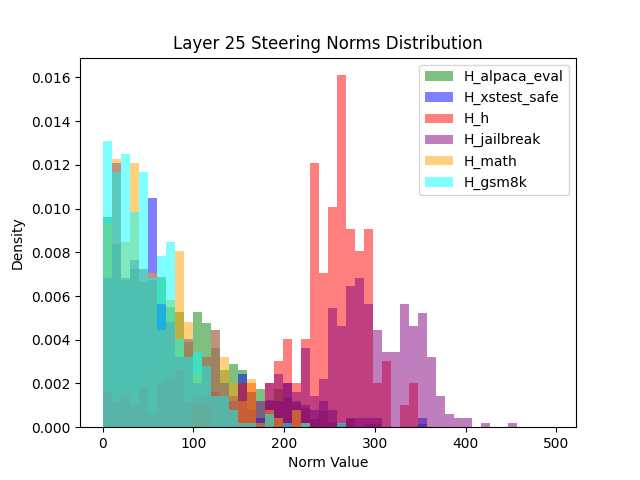 Layer 25 Steering Norms Distribution
Density
0.016
0.014
0.012
0.010
0.008
0.006
0.004
0.002
0.000
H_alpaca_eval
H_xstest_safe
H_h
H_jailbreak
H_math
H_gsm8k
0 100 200 300 400 500
Norm Value